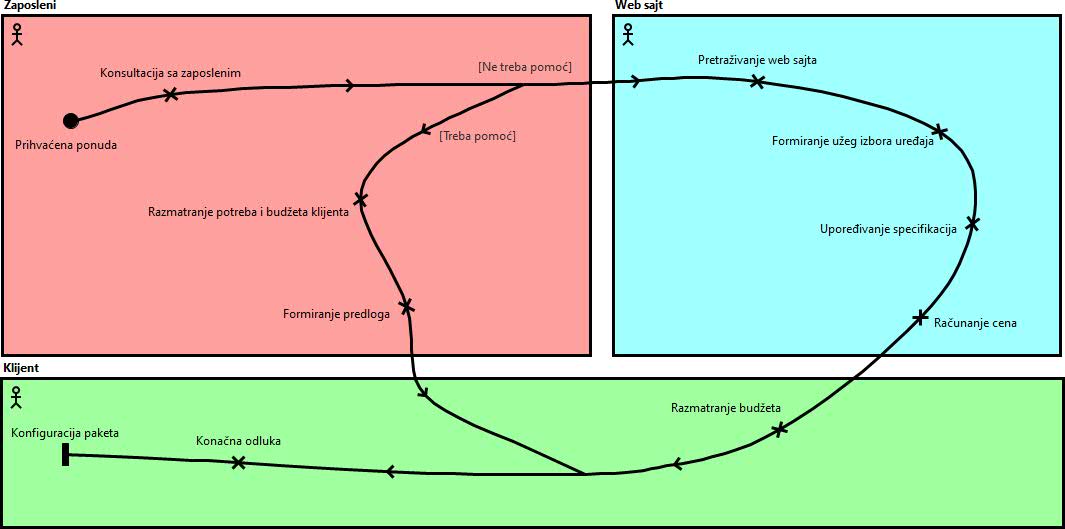 Zaposleni
Web sajt
Konsultacija sa zaposlenim
[Ne treba pomoć]
Pretraživanje web sajta
Prihvaćena ponuda
[Treba pomoć]
Formiranje užeg izbora uređaja
Razmatranje potreba i budžeta klijenta
Upoređivanje specifikacija
Formiranje predloga
Računanje cena
Klijent
Razmatranje budžeta
Konfiguracija paketa
Konačna odluka